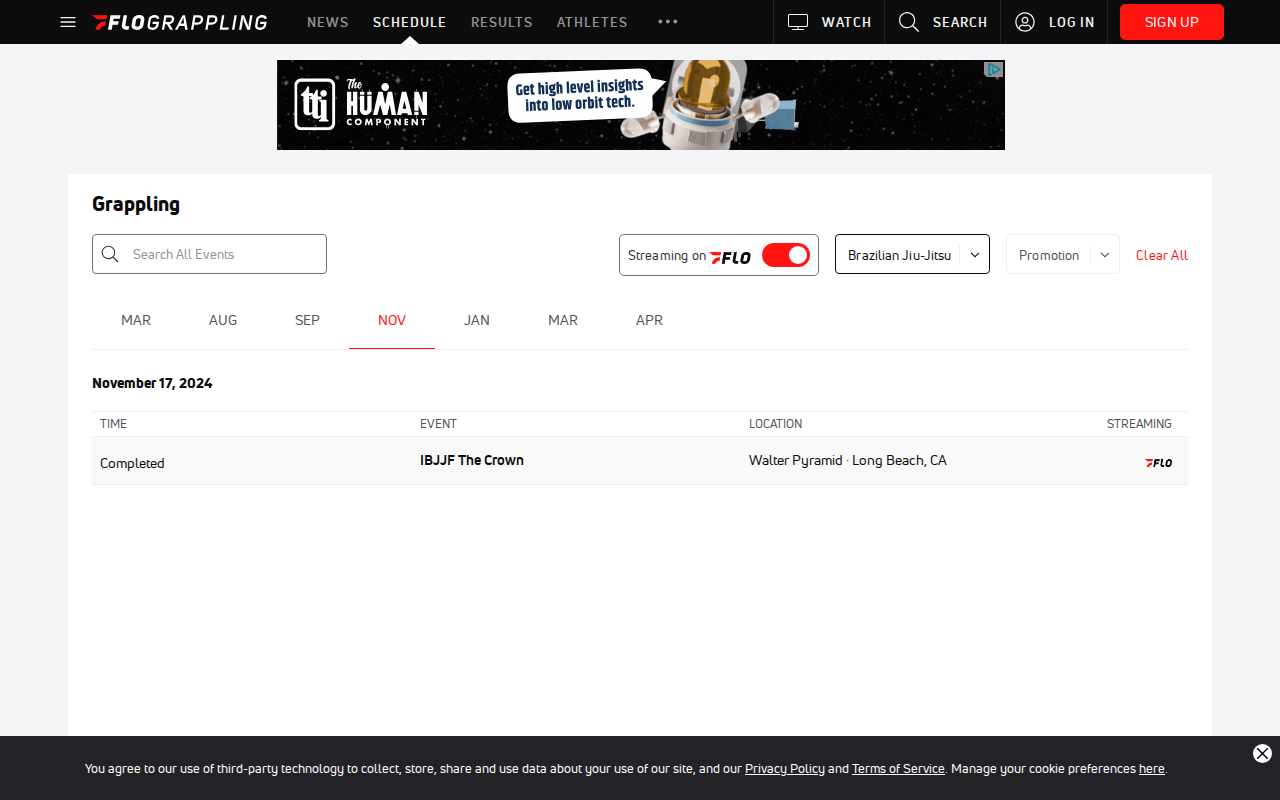 FLOGRAPPLING NEWS SCHEDULE RESULTS ATHLETES WATCH SEARCH LOG IN SIGN UP
tti The HUMAN COMPONENT
Get high level insights
into low orbit tech.
Grappling
Search All Events Streaming on FLO Brazilian Jiu-Jitsu Promotion Clear All
MAR AUG SEP NOV JAN MAR APR
November 17, 2024
TIME EVENT LOCATION STREAMING
Completed IBJJF The Crown Walter Pyramid · Long Beach, CA FLO
You agree to our use of third-party technology to collect, store, share and use data about your use of our site, and our Privacy Policy and Terms of Service. Manage your cookie preferences here.